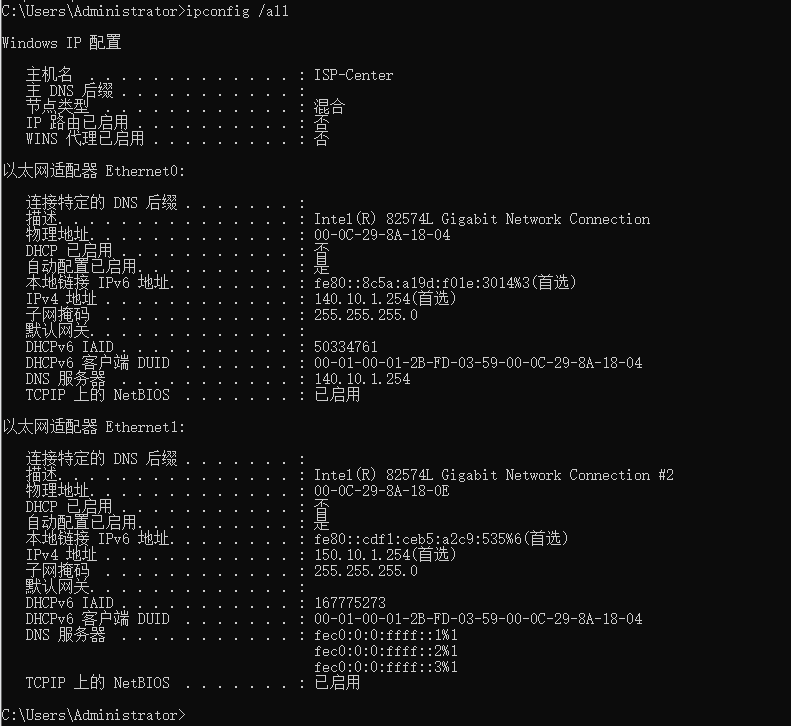 C:\Users\Administrator>ipconfig /all
Windows IP 配置
主机名 . . . . . . . . . . . . . : ISP-Center
主 DNS 后缀 . . . . . . . . . . . :
节点类型 . . . . . . . . . . . . : 混合
IP 路由已启用 . . . . . . . . . . : 否
WINS 代理已启用 . . . . . . . . . : 否
以太网适配器 Ethernet0:
连接特定的 DNS 后缀 . . . . . . . :
描述. . . . . . . . . . . . . . . : Intel(R) 82574L Gigabit Network Connection
物理地址. . . . . . . . . . . . . : 00-0C-29-8A-18-04
DHCP 已启用 . . . . . . . . . . . : 否
自动配置已启用. . . . . . . . . . : 是
本地链接 IPv6 地址. . . . . . . . : fe80::8c5a:a19d:f01e:3014%3(首选)
IPv4 地址 . . . . . . . . . . . . : 140.10.1.254(首选)
子网掩码 . . . . . . . . . . . . : 255.255.255.0
默认网关. . . . . . . . . . . . . :
DHCPv6 IAID . . . . . . . . . . . : 50334761
DHCPv6 客户端 DUID . . . . . . . : 00-01-00-01-2B-FD-03-59-00-0C-29-8A-18-04
DNS 服务器 . . . . . . . . . . . : 140.10.1.254
TCPIP 上的 NetBIOS . . . . . . . : 已启用
以太网适配器 Ethernet1:
连接特定的 DNS 后缀 . . . . . . . :
描述. . . . . . . . . . . . . . . : Intel(R) 82574L Gigabit Network Connection #2
物理地址. . . . . . . . . . . . . : 00-0C-29-8A-18-0E
DHCP 已启用 . . . . . . . . . . . : 否
自动配置已启用. . . . . . . . . . : 是
本地链接 IPv6 地址. . . . . . . . : fe80::cdf1:ceb5:a2c9:535%6(首选)
IPv4 地址 . . . . . . . . . . . . : 150.10.1.254(首选)
子网掩码 . . . . . . . . . . . . : 255.255.255.0
默认网关. . . . . . . . . . . . . :
DHCPv6 IAID . . . . . . . . . . . : 167775273
DHCPv6 客户端 DUID . . . . . . . : 00-01-00-01-2B-FD-03-59-00-0C-29-8A-18-04
DNS 服务器 . . . . . . . . . . . : fec0:0:0:ffff::1%1
fec0:0:0:ffff::2%1
fec0:0:0:ffff::3%1
TCPIP 上的 NetBIOS . . . . . . . : 已启用
C:\Users\Administrator>